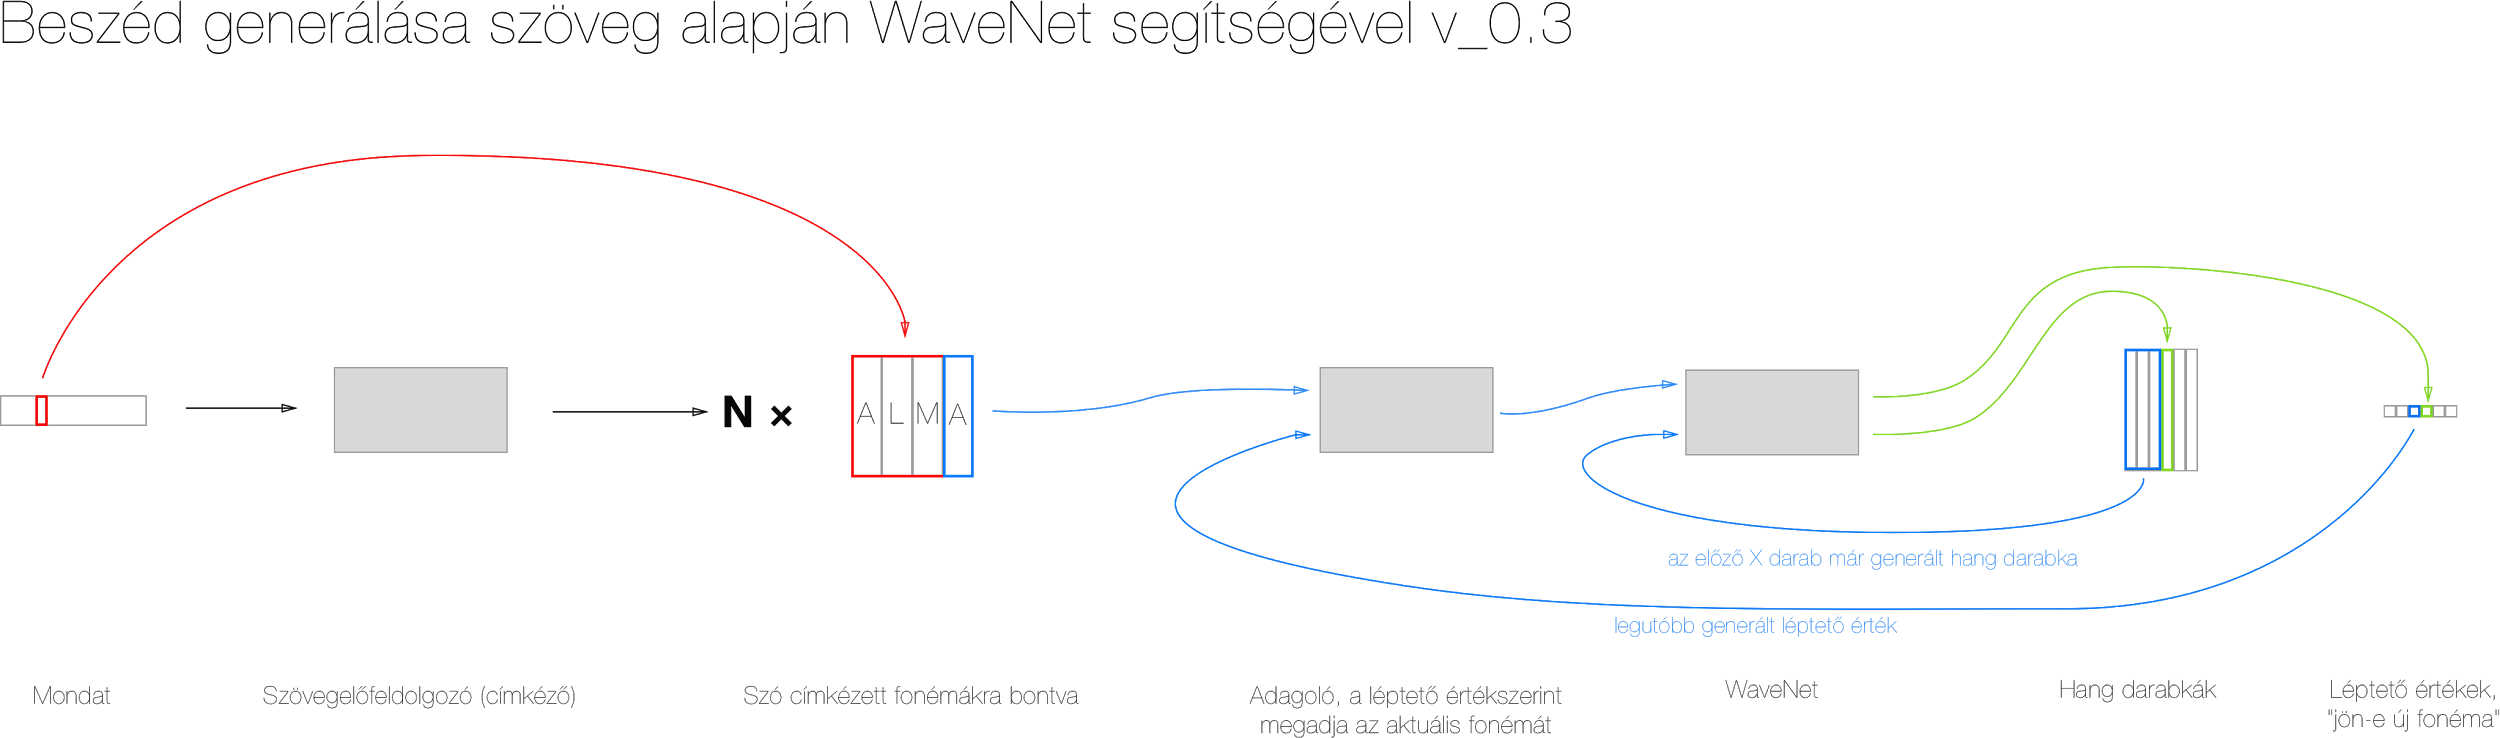 Beszéd generálása szöveg alapján WaveNet segítségével v_0.3
N ×
A L M A
az előző X darab már generált hang darabka
legutóbb generált léptető érték
Mondat
Szövegelőfeldolgozó (címkéző)
Szó címkézett fonémákra bontva
Adagoló, a léptető értékszerint
megadja az aktuális fonémát
WaveNet
Hang darabkák
Léptető értékek,
"jön-e új fonéma"